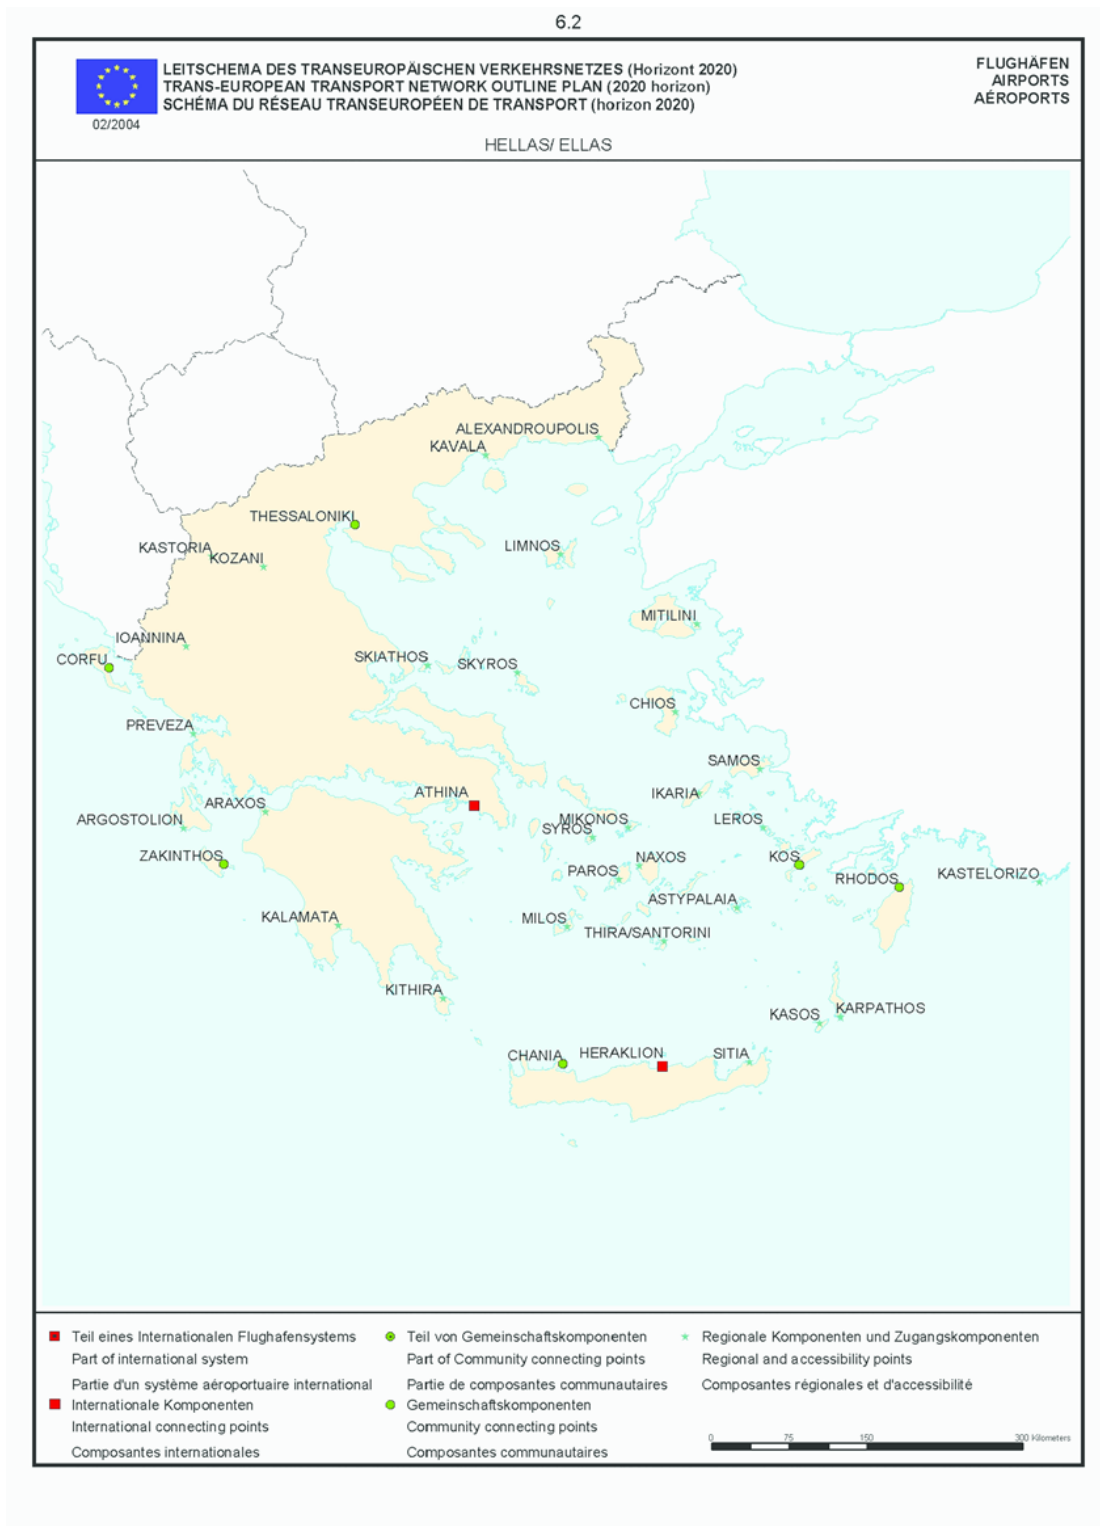 6.2
LEITSCHEMA DES TRANSEUROPÄISCHEN VERKEHRSNETZES (Horizont 2020)
TRANS-EUROPEAN TRANSPORT NETWORK OUTLINE PLAN (2020 horizon)
SCHÉMA DU RÉSEAU TRANSEUROPÉEN DE TRANSPORT (horizon 2020)
FLUGHÄFEN
AIRPORTS
AÉROPORTS
02/2004
HELLAS/ ELLAS
ALEXANDROUPOLIS
KAVALA
THESSALONIKI
KASTORIA
KOZANI
LIMNOS
MITILINI
IOANNINA
CORFU
SKIATHOS
SKYROS
CHIOS
PREVEZA
SAMOS
ATHINA
IKARIA
ARAXOS
ARGOSTOLION
MIKONOS
SYROS
LEROS
ZAKINTHOS
NAXOS
KOS
PAROS
RHODOS
KASTELORIZO
ASTYPALAIA
KALAMATA
MILOS
THIRA/SANTORINI
KITHIRA
KASOS
KARPATHOS
CHANIA
HERAKLION
SITIA
Teil eines Internationalen Flughafensystems
Part of international system
Partie d'un système aéroportuaire international
Internationale Komponenten
International connecting points
Composantes internationales
Teil von Gemeinschaftskomponenten
Part of Community connecting points
Partie de composantes communautaires
Gemeinschaftskomponenten
Community connecting points
Composantes communautaires
Regionale Komponenten und Zugangskomponenten
Regional and accessibility points
Composantes régionales et d'accessibilité
0 75 150 300 Kilometers